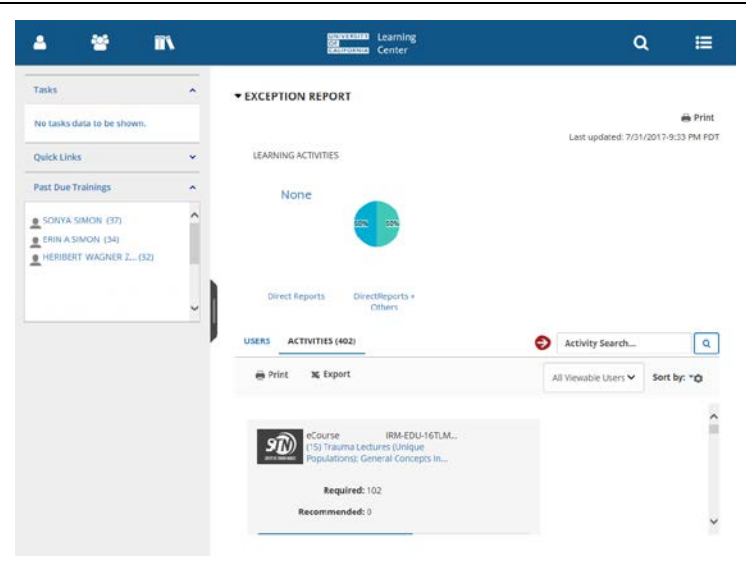 UNIVERSITY
OF
CALIFORNIA
Learning
Center
Tasks
No tasks data to be shown.
Quick Links
Past Due Trainings
SONYA SIMON (37)
ERIN A SIMON (34)
HERIBERT WAGNER Z... (32)
EXCEPTION REPORT
Print
Last updated: 7/31/2017-9:33 PM PDT
LEARNING ACTIVITIES
None
50% 50%
Direct Reports
DirectReports +
Others
USERS ACTIVITIES (402)
Activity Search...
Print Export
All Viewable Users Sort by:
eCourse IRM-EDU-16TLM...
(15) Trauma Lectures (Unique
Populations): General Concepts in...
Required: 102
Recommended: 0